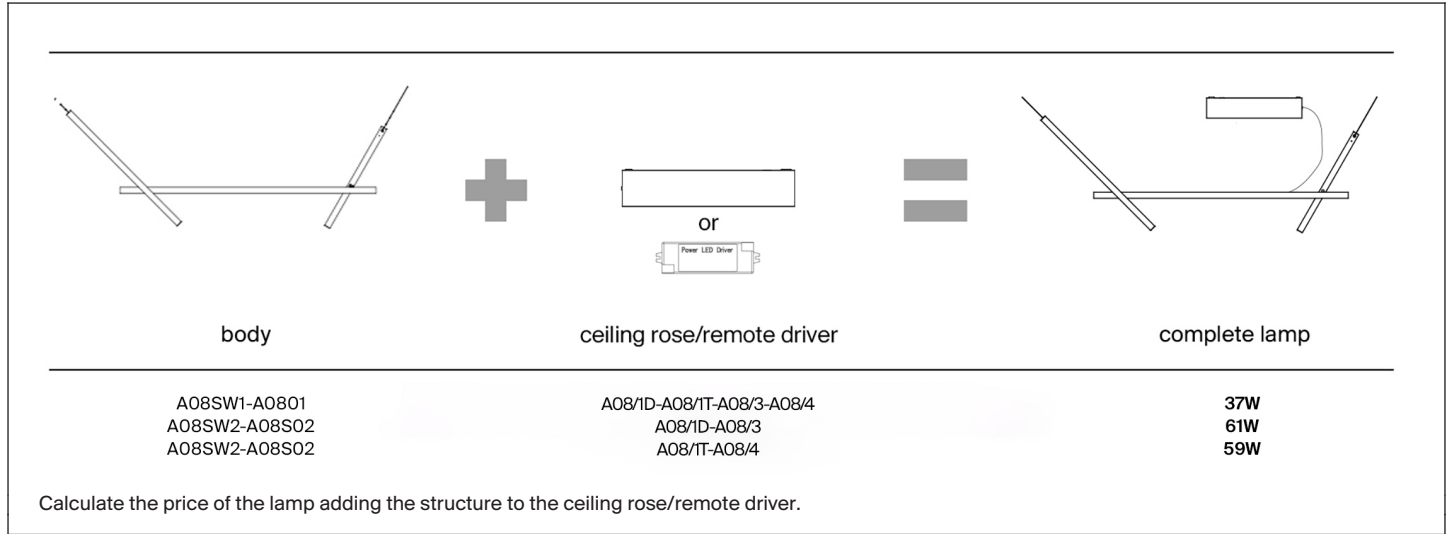 or
Power LED Driver
body ceiling rose/remote driver complete lamp
A08SW1-A0801 A08/1D-A08/1T-A08/3-A08/4 37W
A08SW2-A08S02 A08/1D-A08/3 61W
A08SW2-A08S02 A08/1T-A08/4 59W
Calculate the price of the lamp adding the structure to the ceiling rose/remote driver.